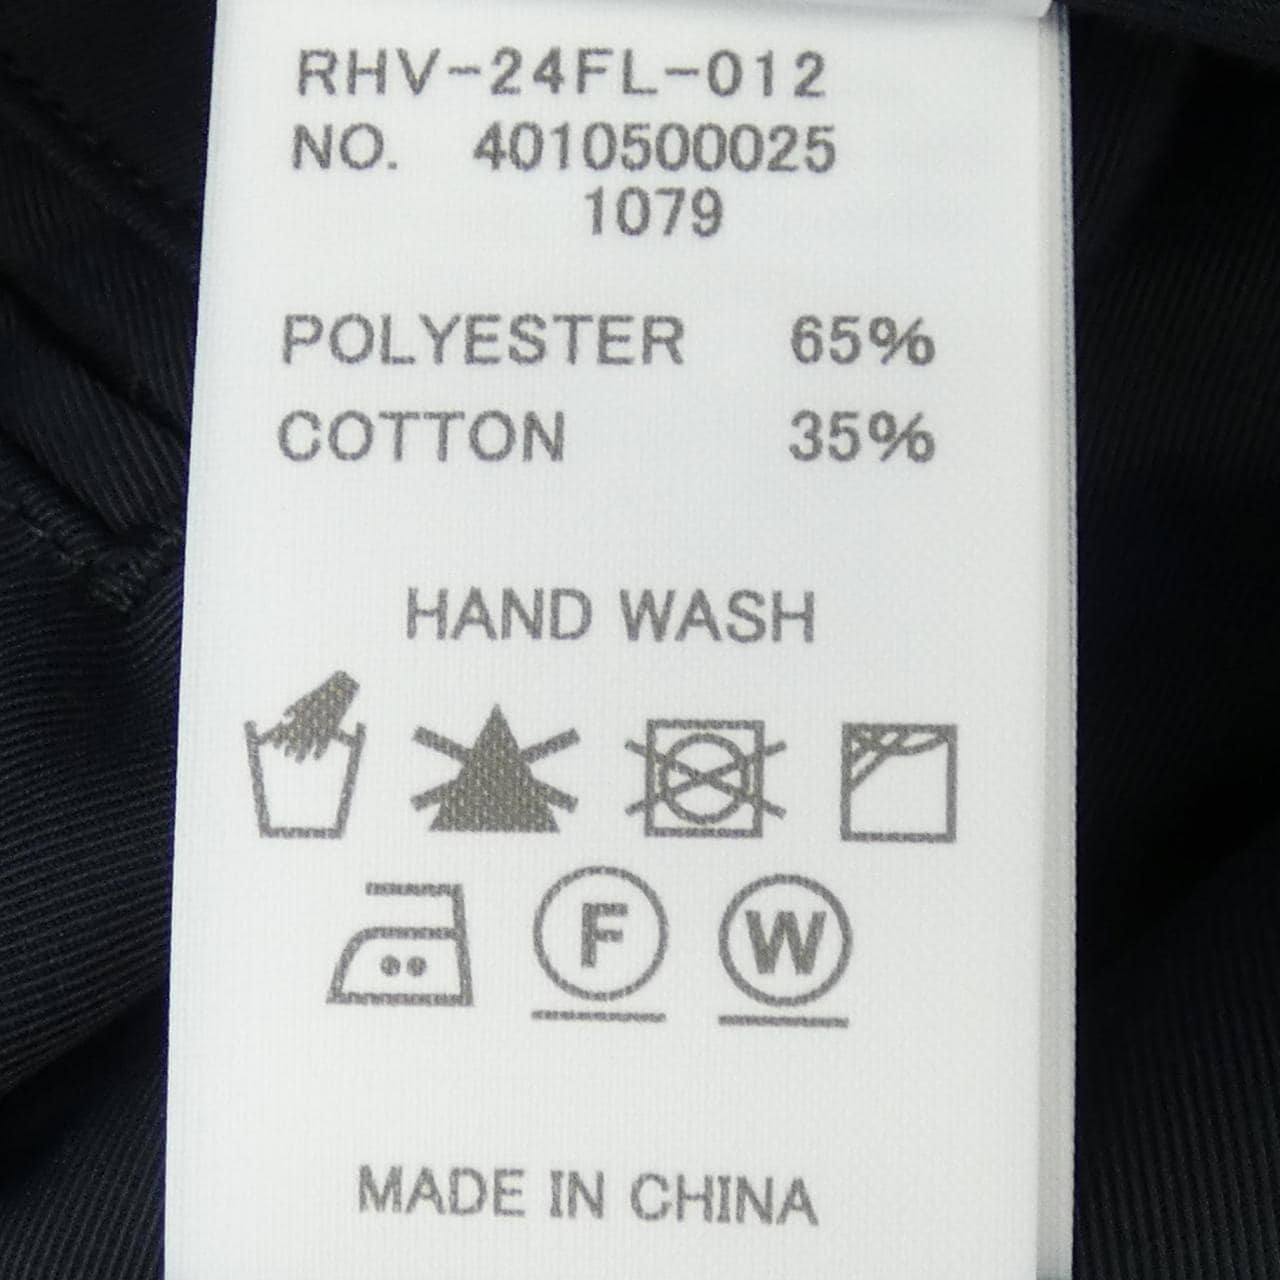 RHV-24FL-012
NO. 4010500025
1079
POLYESTER 65%
COTTON 35%
HAND WASH
F W
MADE IN CHINA